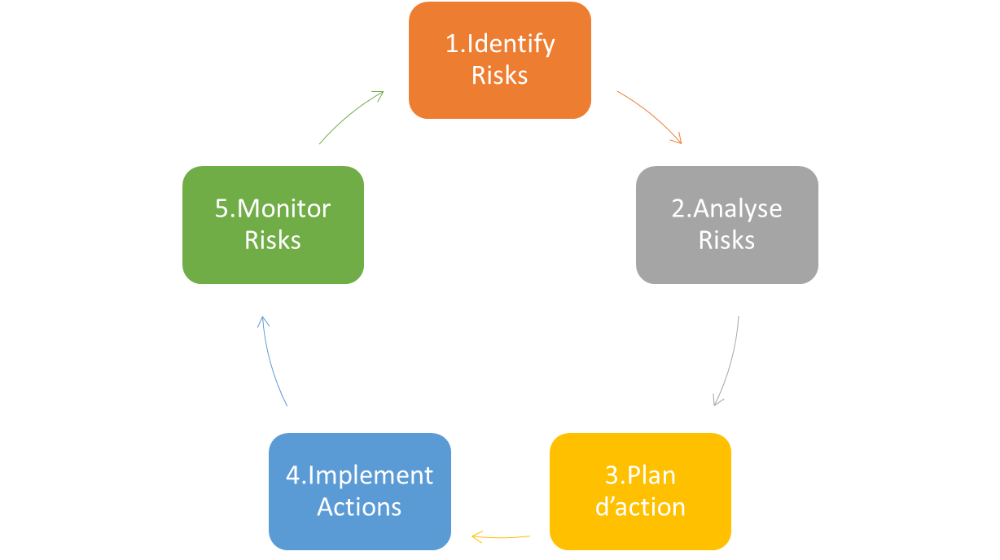 1.Identify
Risks
2.Analyse
Risks
3.Plan
d’action
4.Implement
Actions
5.Monitor
Risks